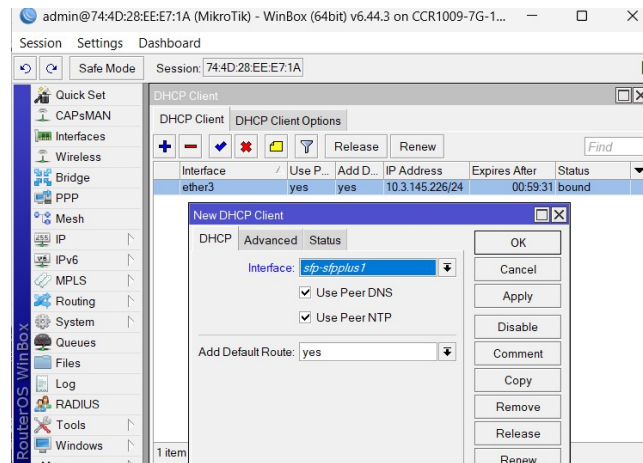 admin@74:4D:28:EE:E7:1A (MikroTik) - WinBox (64bit) v6.44.3 on CCR1009-7G-1...
Session Settings Dashboard
Safe Mode Session: 74:4D:28:EE:E7:1A
Quick Set
CAPsMAN
Interfaces
Wireless
Bridge
PPP
Mesh
IP
IPv6
MPLS
Routing
System
Queues
Files
Log
RADIUS
Tools
Windows
RouterOS WinBox
DHCP Client
DHCP Client DHCP Client Options
Release Renew Find
Interface Use P... Add D... IP Address Expires After Status
ether3 yes yes 10.3.145.226/24 00:59:31 bound
New DHCP Client
DHCP Advanced Status
Interface: sfp-sfpplus1
Use Peer DNS
Use Peer NTP
Add Default Route: yes
OK
Cancel
Apply
Disable
Comment
Copy
Remove
Release
Renew
1 item